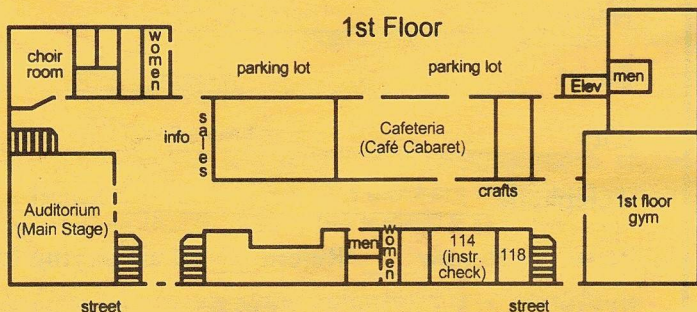 1st Floor
women
choir
room
parking lot
parking lot
men
Elev
info
sales
Cafeteria
(Café Cabaret)
crafts
Auditorium
(Main Stage)
1st floor
gym
men
women
114
(instr.
check)
118
street
street